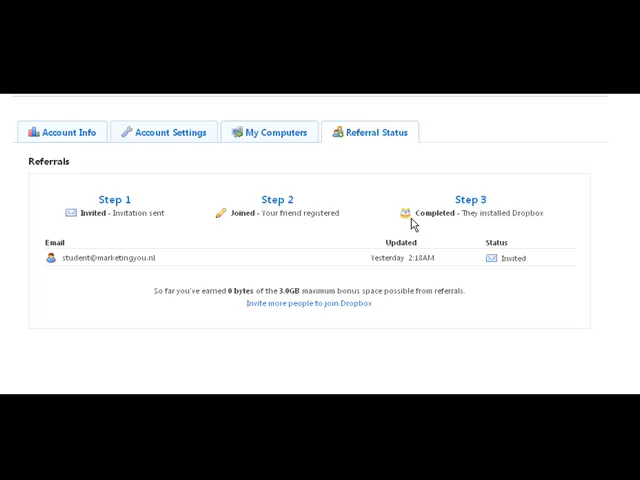 Account Info Account Settings My Computers Referral Status
Referrals
Step 1 Step 2 Step 3
Invited - Invitation sent Joined - Your friend registered Completed - They installed Dropbox
Email Updated Status
student@marketingyou.nl Yesterday 2:18AM Invited
So far you've earned 0 bytes of the 3.0GB maximum bonus space possible from referrals.
Invite more people to join Dropbox